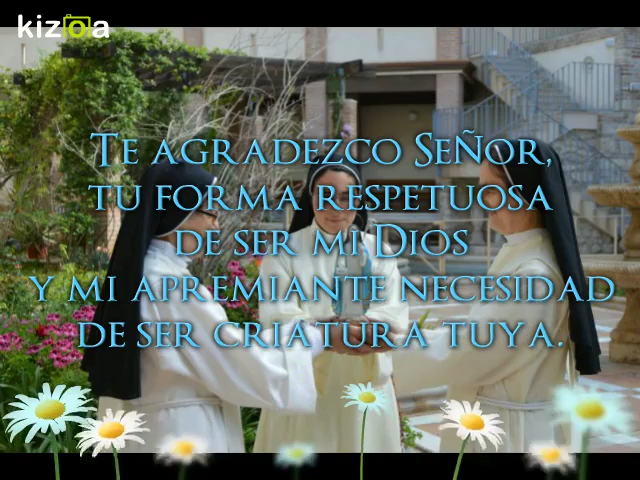 kizoa
Te agradezco Señor,
tu forma respetuosa
de ser mi Dios
y mi apremiante necesidad
de ser criatura tuya.